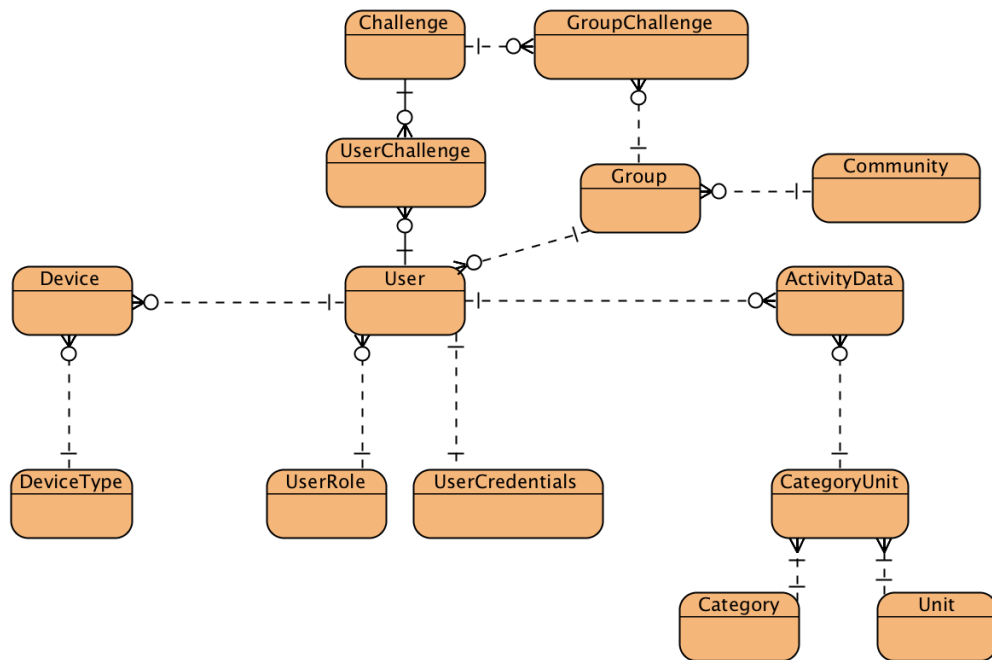 Challenge
GroupChallenge
UserChallenge
Group
Community
Device
User
ActivityData
DeviceType
UserRole
UserCredentials
CategoryUnit
Category
Unit